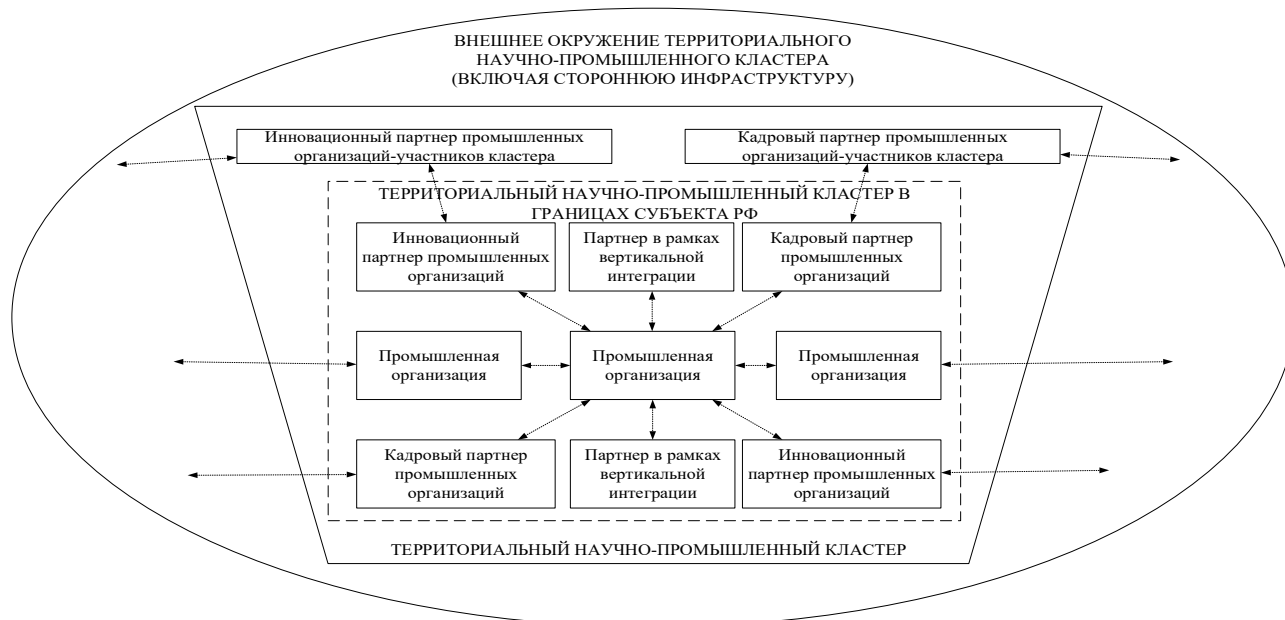 ВНЕШНЕЕ ОКРУЖЕНИЕ ТЕРРИТОРИАЛЬНОГО
НАУЧНО-ПРОМЫШЛЕННОГО КЛАСТЕРА
(ВКЛЮЧАЯ СТОРОННЮЮ ИНФРАСТРУКТУРУ)
Инновационный партнер промышленных
организаций-участников кластера
Кадровый партнер промышленных
организаций-участников кластера
ТЕРРИТОРИАЛЬНЫЙ НАУЧНО-ПРОМЫШЛЕННЫЙ КЛАСТЕР В
ГРАНИЦАХ СУБЪЕКТА РФ
Инновационный
партнер промышленных
организаций
Партнер в рамках
вертикальной
интеграции
Кадровый партнер
промышленных
организаций
Промышленная
организация
Промышленная
организация
Промышленная
организация
Кадровый партнер
промышленных
организаций
Партнер в рамках
вертикальной
интеграции
Инновационный
партнер промышленных
организаций
ТЕРРИТОРИАЛЬНЫЙ НАУЧНО-ПРОМЫШЛЕННЫЙ КЛАСТЕР